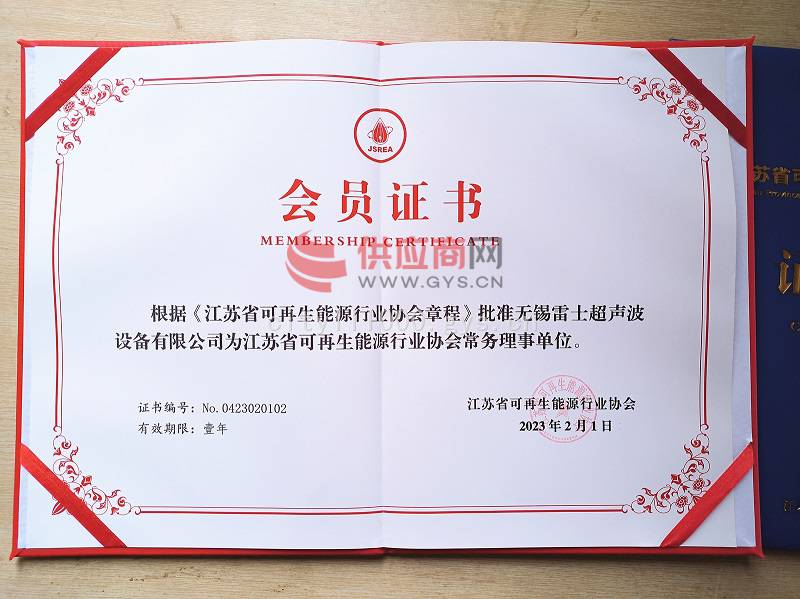 JSREA
会员证书
MEMBERSHIP CERTIFICATE
供应商网
WWW.GYS.CN
根据《江苏省可再生能源行业协会章程》批准无锡雷士超声波
设备有限公司为江苏省可再生能源行业协会常务理事单位。
证书编号：No.0423020102
有效期限：壹年
江苏省可再生能源行业协会
2023年2月1日
苏省可